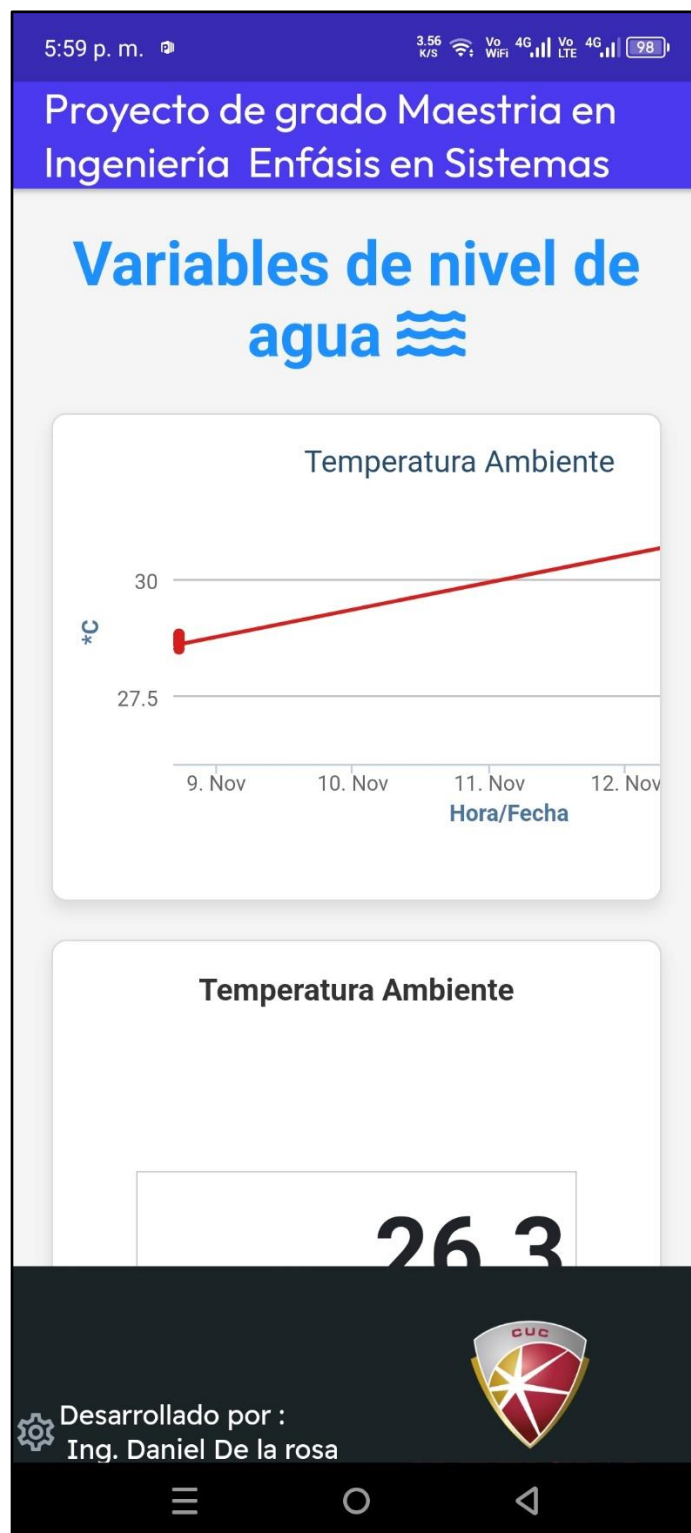 5:59 p. m.
3.56 K/S Vo WiFi 4G Vo LTE 4G 98
Proyecto de grado Maestria en
Ingeniería Enfásis en Sistemas
Variables de nivel de
agua
Temperatura Ambiente
30
*C
27.5
9. Nov 10. Nov 11. Nov 12. Nov
Hora/Fecha
Temperatura Ambiente
26.3
CUC
Desarrollado por :
Ing. Daniel De la rosa